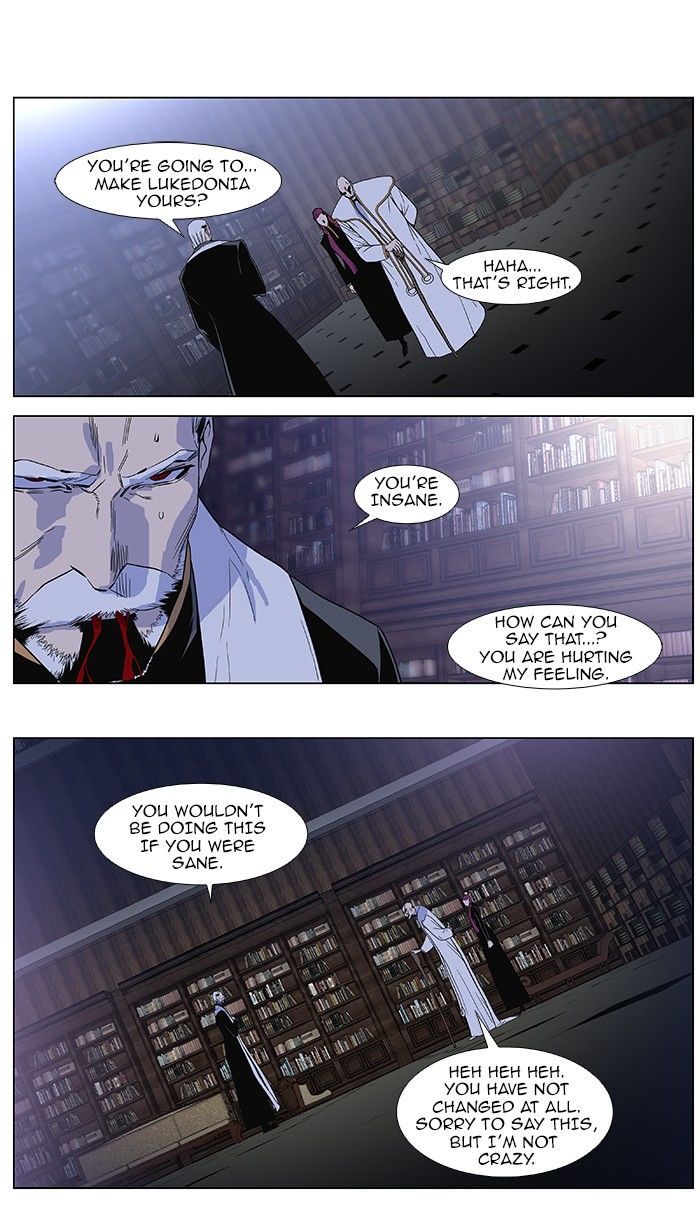 YOU'RE GOING TO...
MAKE LUKEDONIA
YOURS?
HAHA...
THAT'S RIGHT.
YOU'RE
INSANE.
HOW CAN YOU
SAY THAT...?
YOU ARE HURTING
MY FEELING.
YOU WOULDN'T
BE DOING THIS
IF YOU WERE
SANE.
HEH HEH HEH.
YOU HAVE NOT
CHANGED AT ALL.
SORRY TO SAY THIS,
BUT I'M NOT
CRAZY.